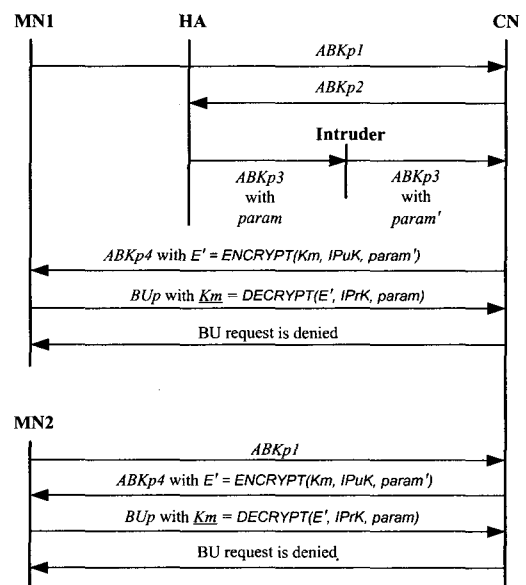 MN1 HA CN
ABKp1
ABKp2
Intruder
ABKp3 ABKp3
with with
param param'
ABKp4 with E' = ENCRYPT(Km, IPuK, param')
BUp with Km = DECRYPT(E', IPrK, param)
BU request is denied
MN2
ABKp1
ABKp4 with E' = ENCRYPT(Km, IPuK, param')
BUp with Km = DECRYPT(E', IPrK, param)
BU request is denied.